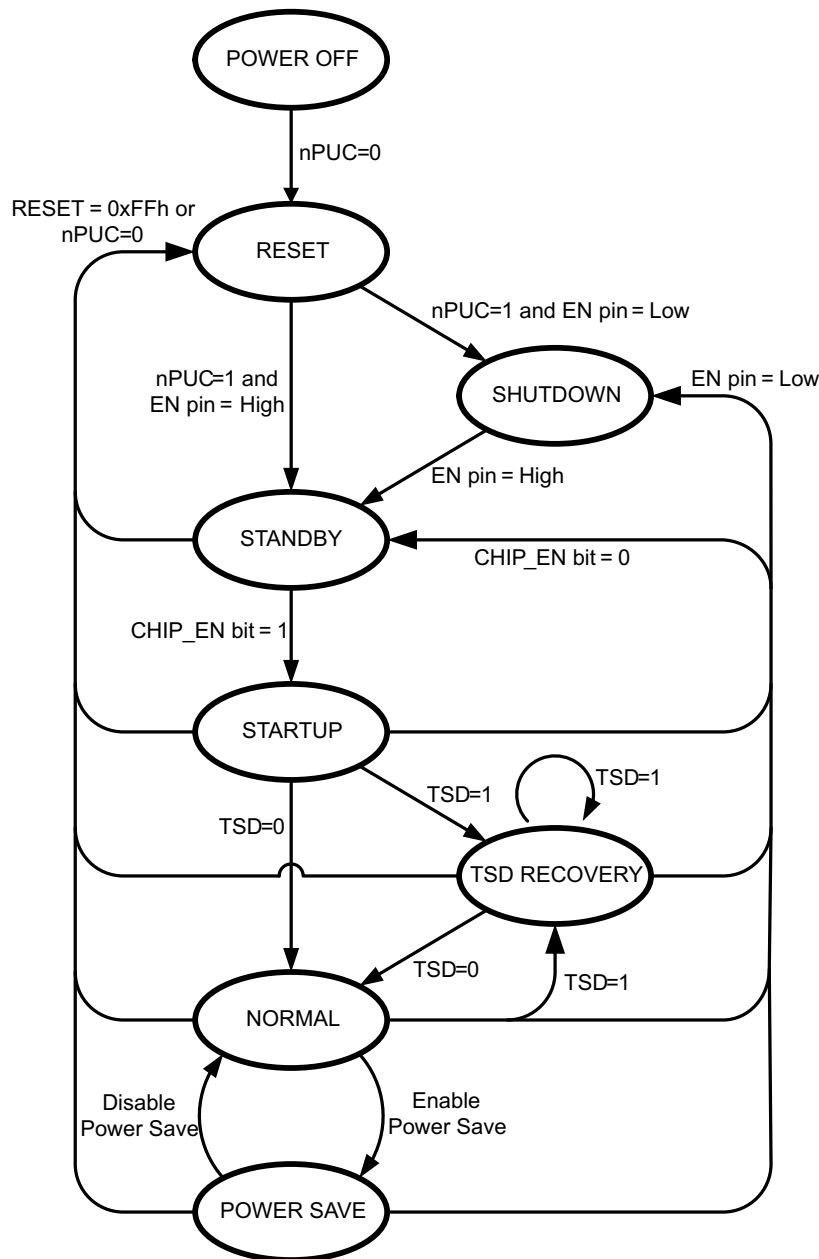 POWER OFF
nPUC=0
RESET = 0xFFh or
nPUC=0
RESET
nPUC=1 and EN pin = Low
nPUC=1 and
EN pin = High
EN pin = Low
SHUTDOWN
EN pin = High
STANDBY
CHIP_EN bit = 0
CHIP_EN bit = 1
STARTUP
TSD=1
TSD=1
TSD=0
TSD RECOVERY
TSD=0
TSD=1
NORMAL
Disable
Power Save
Enable
Power Save
POWER SAVE